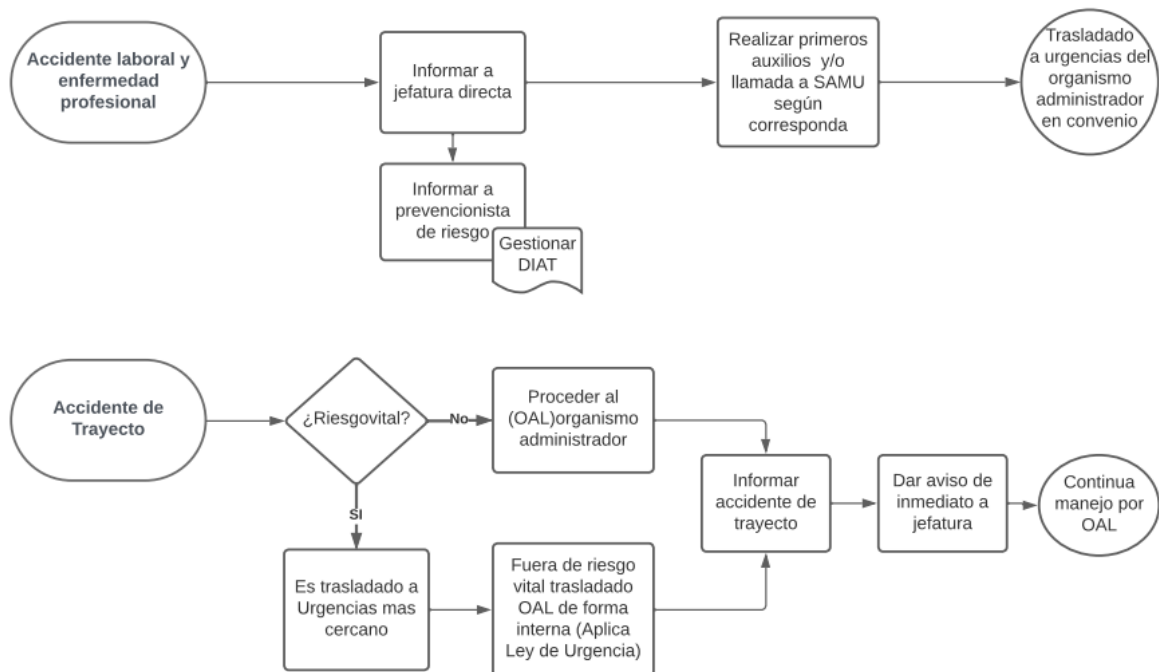 Accidente laboral y
enfermedad
profesional
Informar a
jefatura directa
Realizar primeros
auxilios y/o
llamada a SAMU
según
corresponda
Trasladado
a urgencias del
organismo
administrador
en convenio
Informar a
prevencionista
de riesgo
Gestionar
DIAT
Accidente de
Trayecto
¿Riesgovital?
No
Proceder al
(OAL)organismo
administrador
SI
Es trasladado a
Urgencias mas
cercano
Fuera de riesgo
vital trasladado
OAL de forma
interna (Aplica
Ley de Urgencia)
Informar
accidente de
trayecto
Dar aviso de
inmediato a
jefatura
Continua
manejo por
OAL